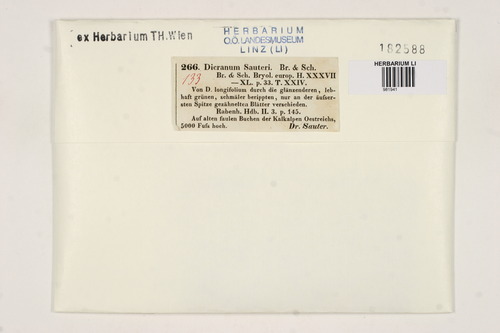 ex Herbarium TH.Wien
HERBARIUM
O.Ö. LANDESMUSEUM
LINZ (LI)
182588
HERBARIUM LI
266. Dicranum Sauteri. Br. & Sch.
133
Br. & Sch. Bryol. europ. H. XXXVII
—XL. p. 33. T. XXIV.
Von D. longifolium durch die glänzenderen, leb-
haft grünen, schmäler berippten, nur an der äusser-
sten Spitze gezähnelten Blätter verschieden.
Rabenh. Hdb. II. 3. p. 145.
Auf alten faulen Buchen der Kalkalpen Oestreichs,
5000 Fufs hoch.
Dr. Sauter.